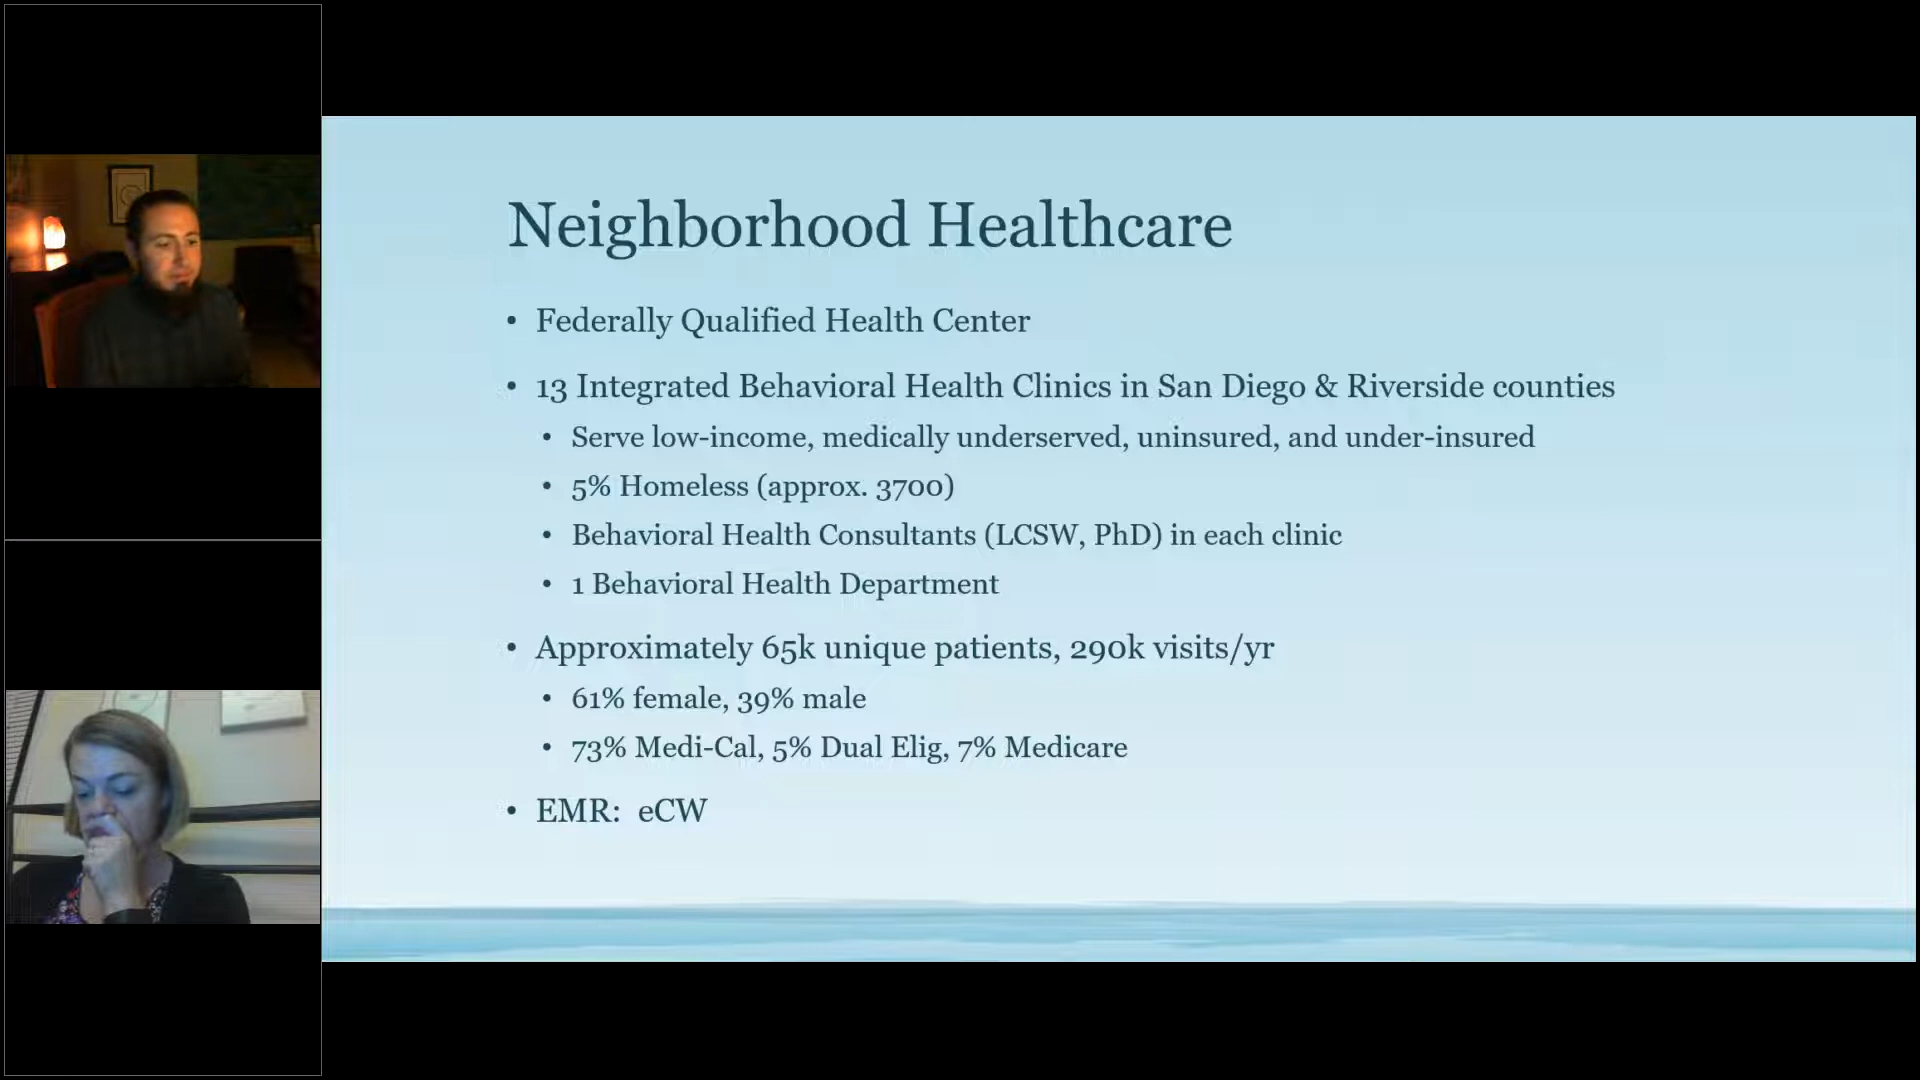 Neighborhood Healthcare
• Federally Qualified Health Center
• 13 Integrated Behavioral Health Clinics in San Diego & Riverside counties
• Serve low-income, medically underserved, uninsured, and under-insured
• 5% Homeless (approx. 3700)
• Behavioral Health Consultants (LCSW, PhD) in each clinic
• 1 Behavioral Health Department
• Approximately 65k unique patients, 290k visits/yr
• 61% female, 39% male
• 73% Medi-Cal, 5% Dual Elig, 7% Medicare
• EMR:  eCW